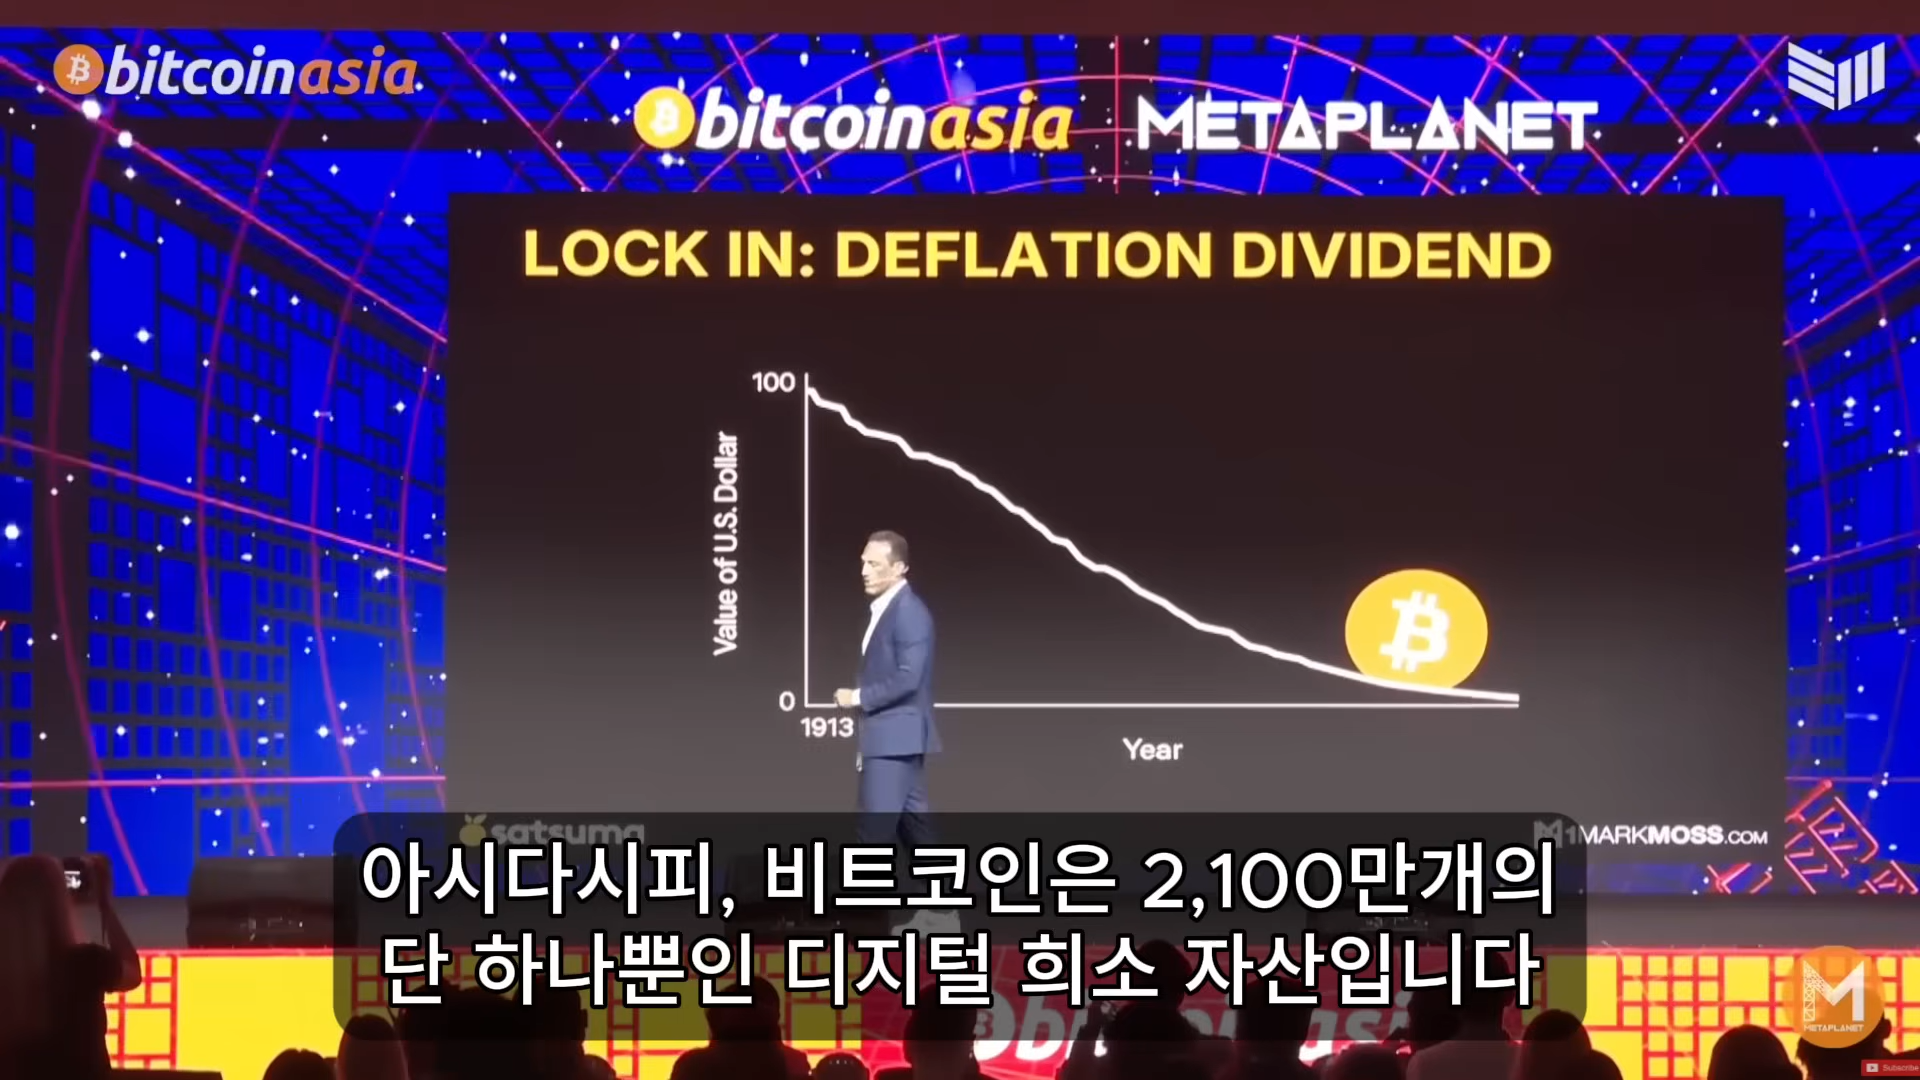 bitcoinasia
bitcoinasia METAPLANET
LOCK IN: DEFLATION DIVIDEND
100
Value of U.S. Dollar
0
1913
Year
satsuma
M1MARKMOSS.COM
아시다시피, 비트코인은 2,100만개의
단 하나뿐인 디지털 희소 자산입니다
METAPLANET
Subscribe